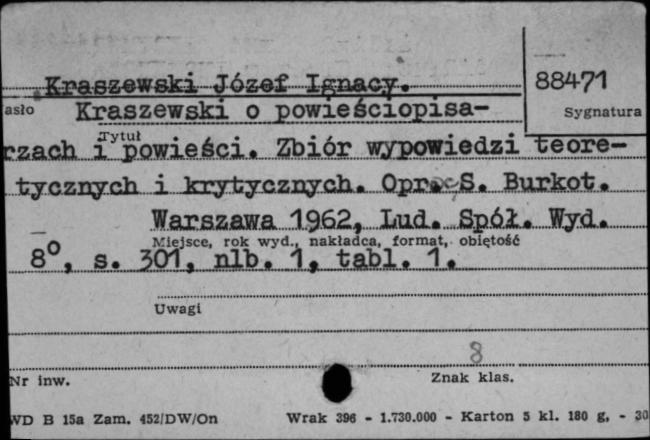 Kraszewski Józef Ignacy.
88471
asło
Kraszewski o powieściopisa-
Sygnatura
Tytuł
rzach i powieści. Zbiór wypowiedzi teore-
tycznych i krytycznych. Oprac S. Burkot.
Warszawa 1962, Lud. Spół. Wyd.
Miejsce, rok wyd., nakładca, format, objętość
8°, s. 301, nlb. 1, tabl. 1.
Uwagi
8
Nr inw.
Znak klas.
WD B 15a Zam. 452/DW/On
Wrak 396 - 1.730.000 - Karton 5 kl. 180 g, - 30